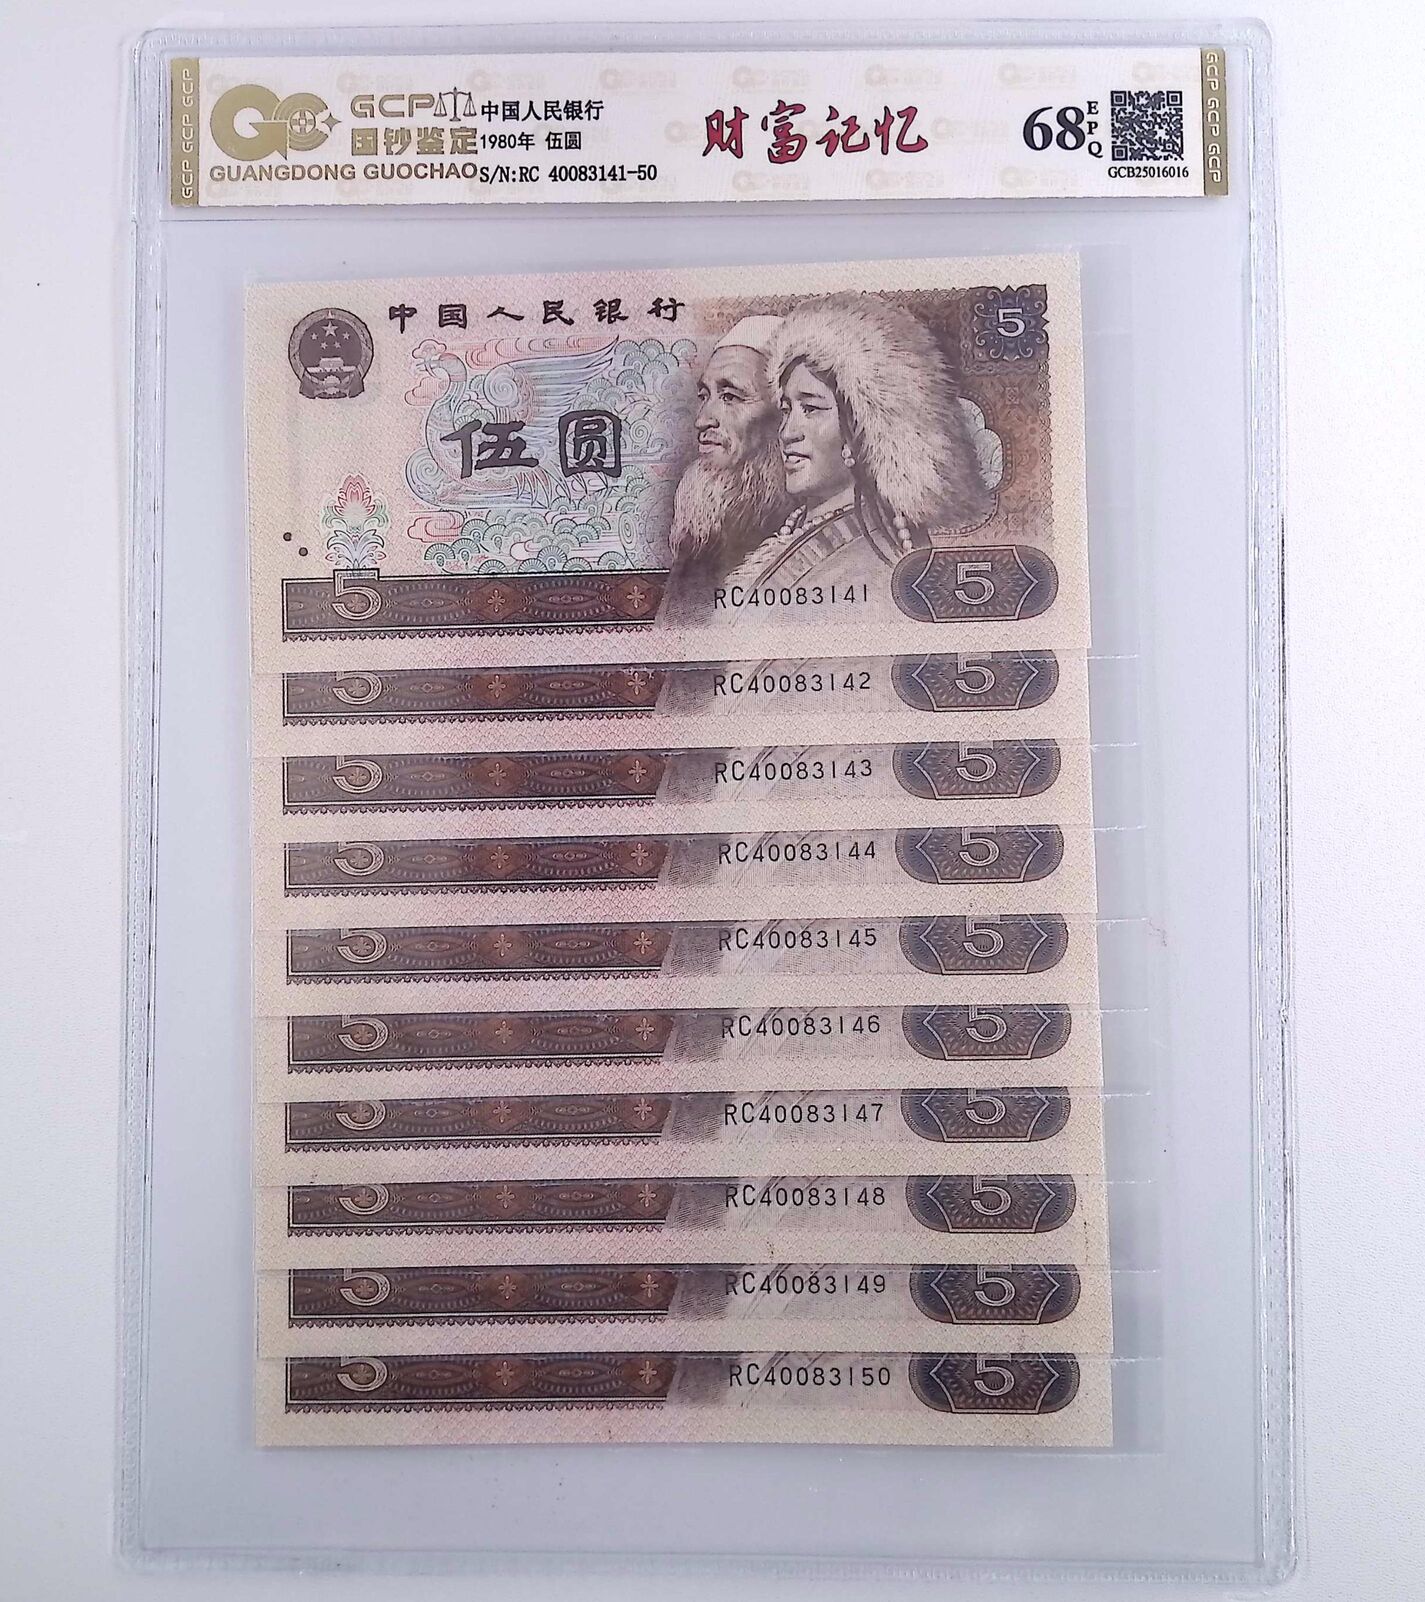 GCP GCP GCP
GCP 中国人民银行
国钞鉴定 1980年 伍圆
GUANGDONG GUOCHAO S/N:RC 40083141-50
财富记忆
68 EPQ
GCB25016016
GCP GCP GCP
中国人民银行
5
伍圆
5 RC40083141 5
5 RC40083142 5
5 RC40083143 5
5 RC40083144 5
5 RC40083145 5
5 RC40083146 5
5 RC40083147 5
5 RC40083148 5
5 RC40083149 5
5 RC40083150 5